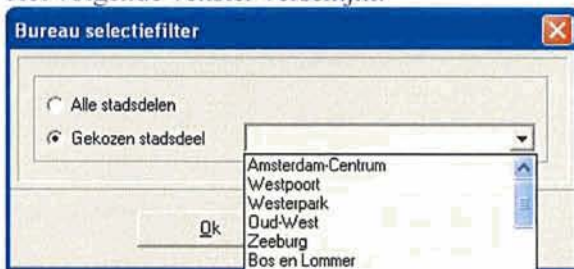 Bureau selectiefilter
Alle stadsdelen
Gekozen stadsdeel
Amsterdam-Centrum
Westpoort
Westerpark
Oud-West
Zeeburg
Bos en Lommer
Ok